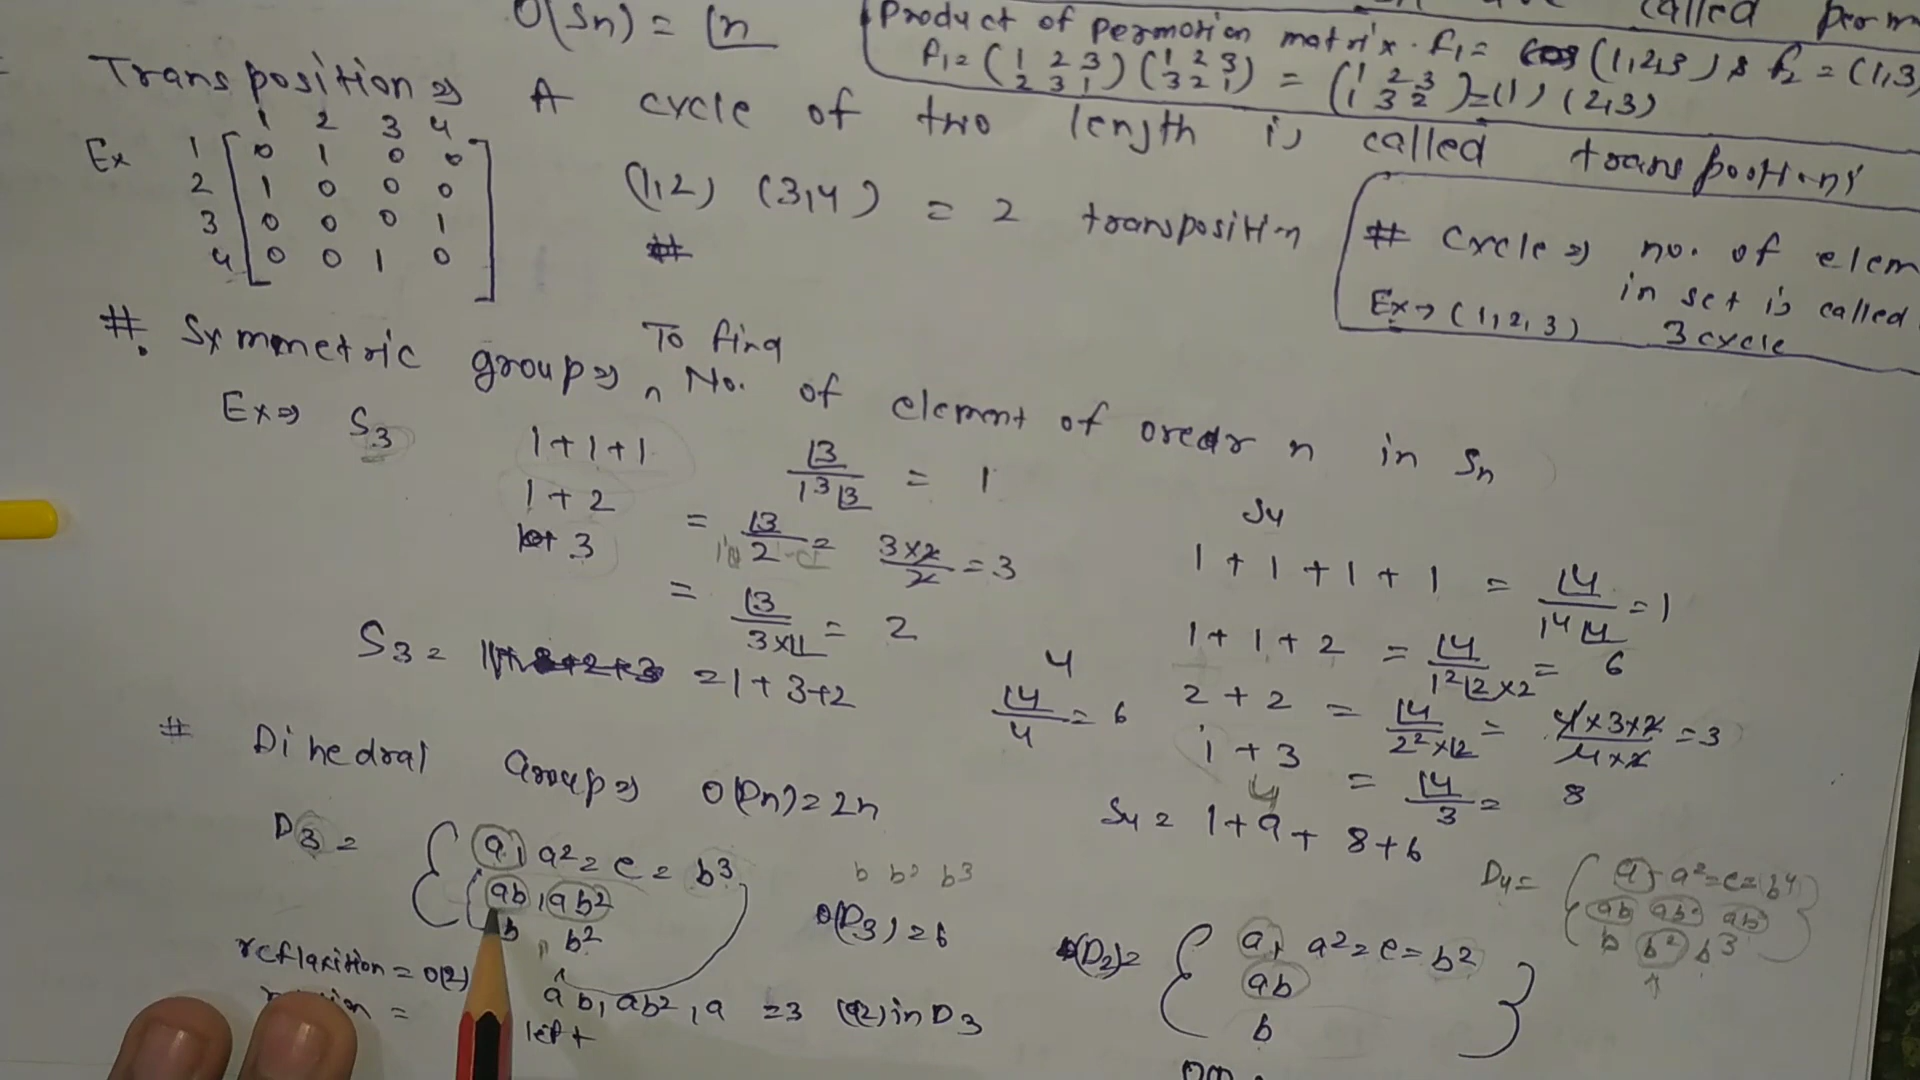 O(Sn) = ⌊n
called perm
Product of permotion matrix. f1 = (1,2,3) & f2 = (1,3
f1 = (1 2 3 / 2 3 1) (1 2 3 / 3 2 1) = (1 2 3 / 1 3 2) = (1) (2,3)
Transposition ⇒ A cycle of two length is called transpositions
Ex
1 2 3 4
1 [0 1 0 0]
2 [1 0 0 0]
3 [0 0 0 1]
4 [0 0 1 0]
(1,2) (3,4) = 2 transposition
# Cycle ⇒ no. of elem
in set is called
Ex → (1,2,3) 3 cycle
#. Symmetric group ⇒ To find No. of element of order n in Sn
Ex ⇒ S3
1+1+1 ⌊3 / 1³⌊3 = 1
1+2 = ⌊3 / 2 = 3×2 / 2 = 3
3 = ⌊3 / 3×⌊1 = 2
S3 = = 1+3+2
S4
1+1+1+1 = ⌊4 / 1⁴⌊4 = 1
1+1+2 = ⌊4 / 1²⌊2×2 = 6
2+2 = ⌊4 / 2²×⌊2 = 4×3×2 / 4×2 = 3
1+3 = ⌊4 / 3 = 8
4
⌊4 / 4 = 6
S4 = 1+9+8+6
# Dihedral Group ⇒ O(Dn) = 2n
D3 = { a, a² = e = b³
ab, ab²
b, b²
b b² b³
O(D3) = 6
reflaxition = O(2)
ab, ab², a = 3 (2) in D3
left
(D2) = { a, a² = e = b²
ab
b }
D4 = { a, a² = e = b⁴
ab ab² ab³
b b² b³ }